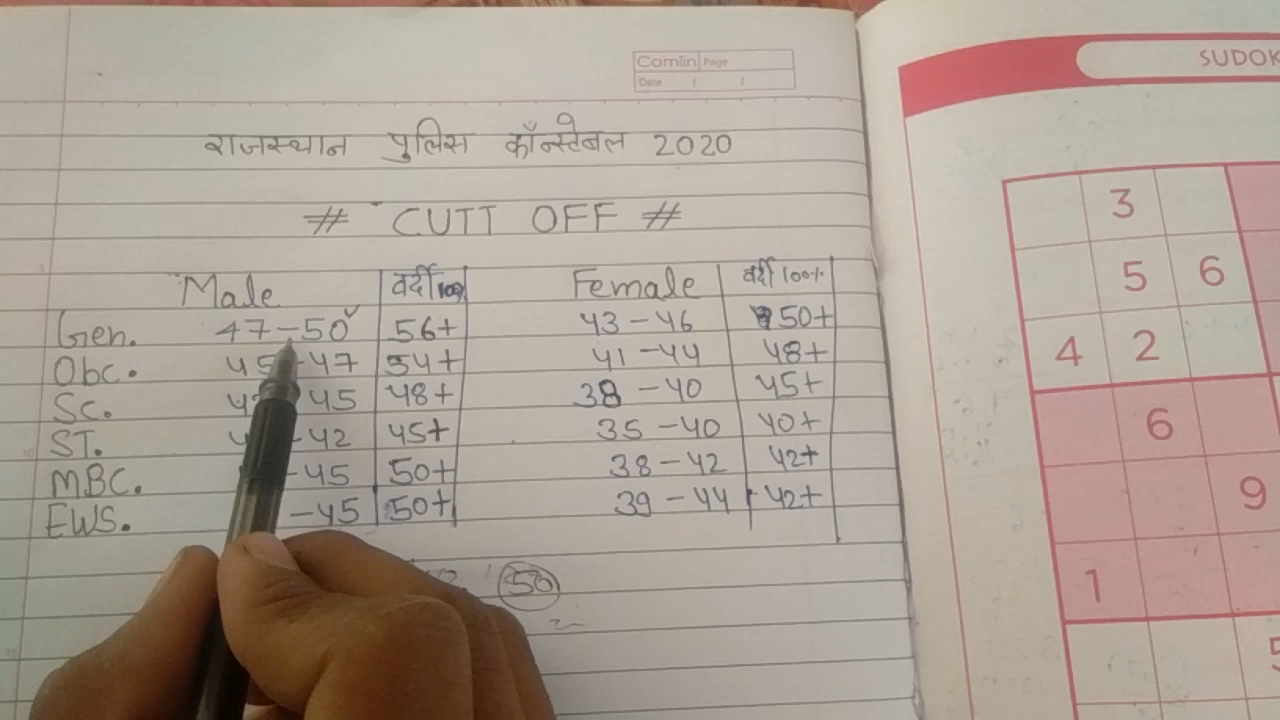 Camlin Page
Date / /
SUDOK
राजस्थान पुलिस कॉन्स्टेबल 2020
# CUTT OFF #
Male वर्दी 100% Female वर्दी 100%
Gen. 47-50 56+ 43-46 50+
Obc. 45-47 54+ 41-44 48+
Sc. 45 48+ 38-40 45+
ST. -42 45+ 35-40 40+
MBC. -45 50+ 38-42 42+
EWS. -45 50+ 39-44 42+
50
3
5 6
4 2
6
9
1
5